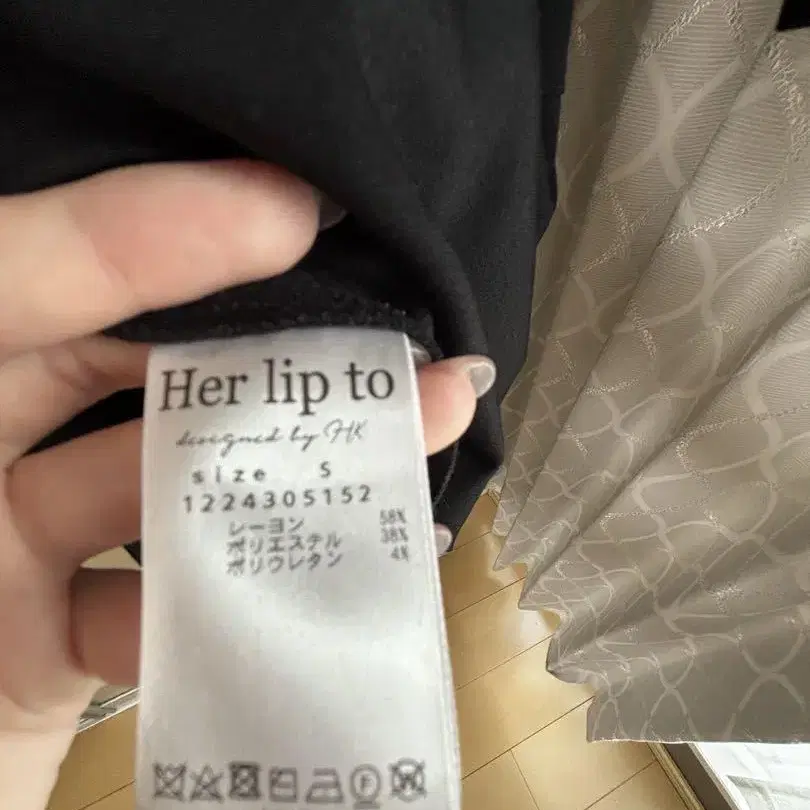 Her lip to
designed by HK
size S
1224305152
レーヨン 58%
ポリエステル 38%
ポリウレタン 4%